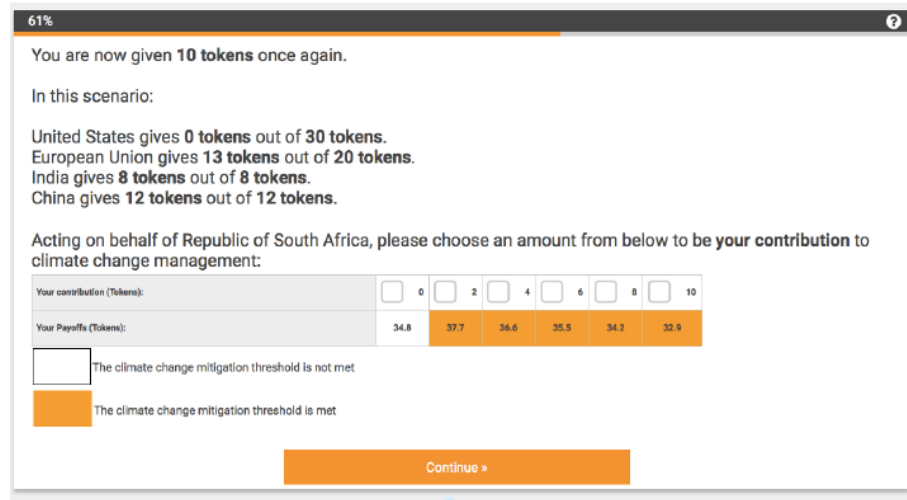 61%
?
You are now given 10 tokens once again.
In this scenario:
United States gives 0 tokens out of 30 tokens.
European Union gives 13 tokens out of 20 tokens.
India gives 8 tokens out of 8 tokens.
China gives 12 tokens out of 12 tokens.
Acting on behalf of Republic of South Africa, please choose an amount from below to be your contribution to
climate change management:
Your contribution (Tokens): 0 2 4 6 8 10
Your Payoffs (Tokens): 34.8 37.7 36.6 35.5 34.2 32.9
The climate change mitigation threshold is not met
The climate change mitigation threshold is met
Continue »